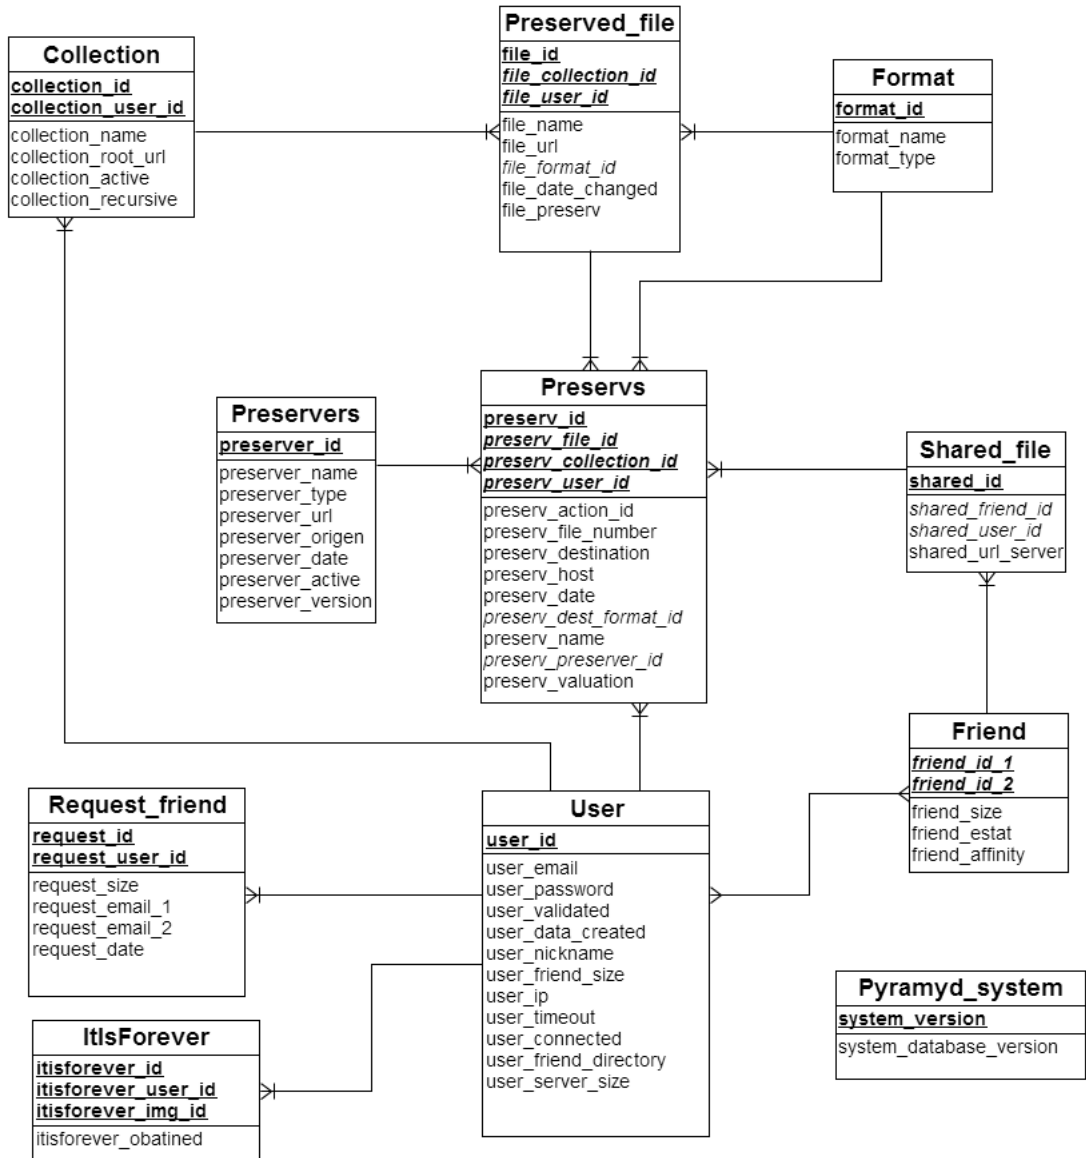 Collection
collection_id
collection_user_id
collection_name
collection_root_url
collection_active
collection_recursive
Preserved_file
file_id
file_collection_id
file_user_id
file_name
file_url
file_format_id
file_date_changed
file_preserv
Format
format_id
format_name
format_type
Preservers
preserver_id
preserver_name
preserver_type
preserver_url
preserver_origen
preserver_date
preserver_active
preserver_version
Preservs
preserv_id
preserv_file_id
preserv_collection_id
preserv_user_id
preserv_action_id
preserv_file_number
preserv_destination
preserv_host
preserv_date
preserv_dest_format_id
preserv_name
preserv_preserver_id
preserv_valuation
Shared_file
shared_id
shared_friend_id
shared_user_id
shared_url_server
Friend
friend_id_1
friend_id_2
friend_size
friend_estat
friend_affinity
Request_friend
request_id
request_user_id
request_size
request_email_1
request_email_2
request_date
User
user_id
user_email
user_password
user_validated
user_data_created
user_nickname
user_friend_size
user_ip
user_timeout
user_connected
user_friend_directory
user_server_size
ItIsForever
itisforever_id
itisforever_user_id
itisforever_img_id
itisforever_obatined
Pyramyd_system
system_version
system_database_version